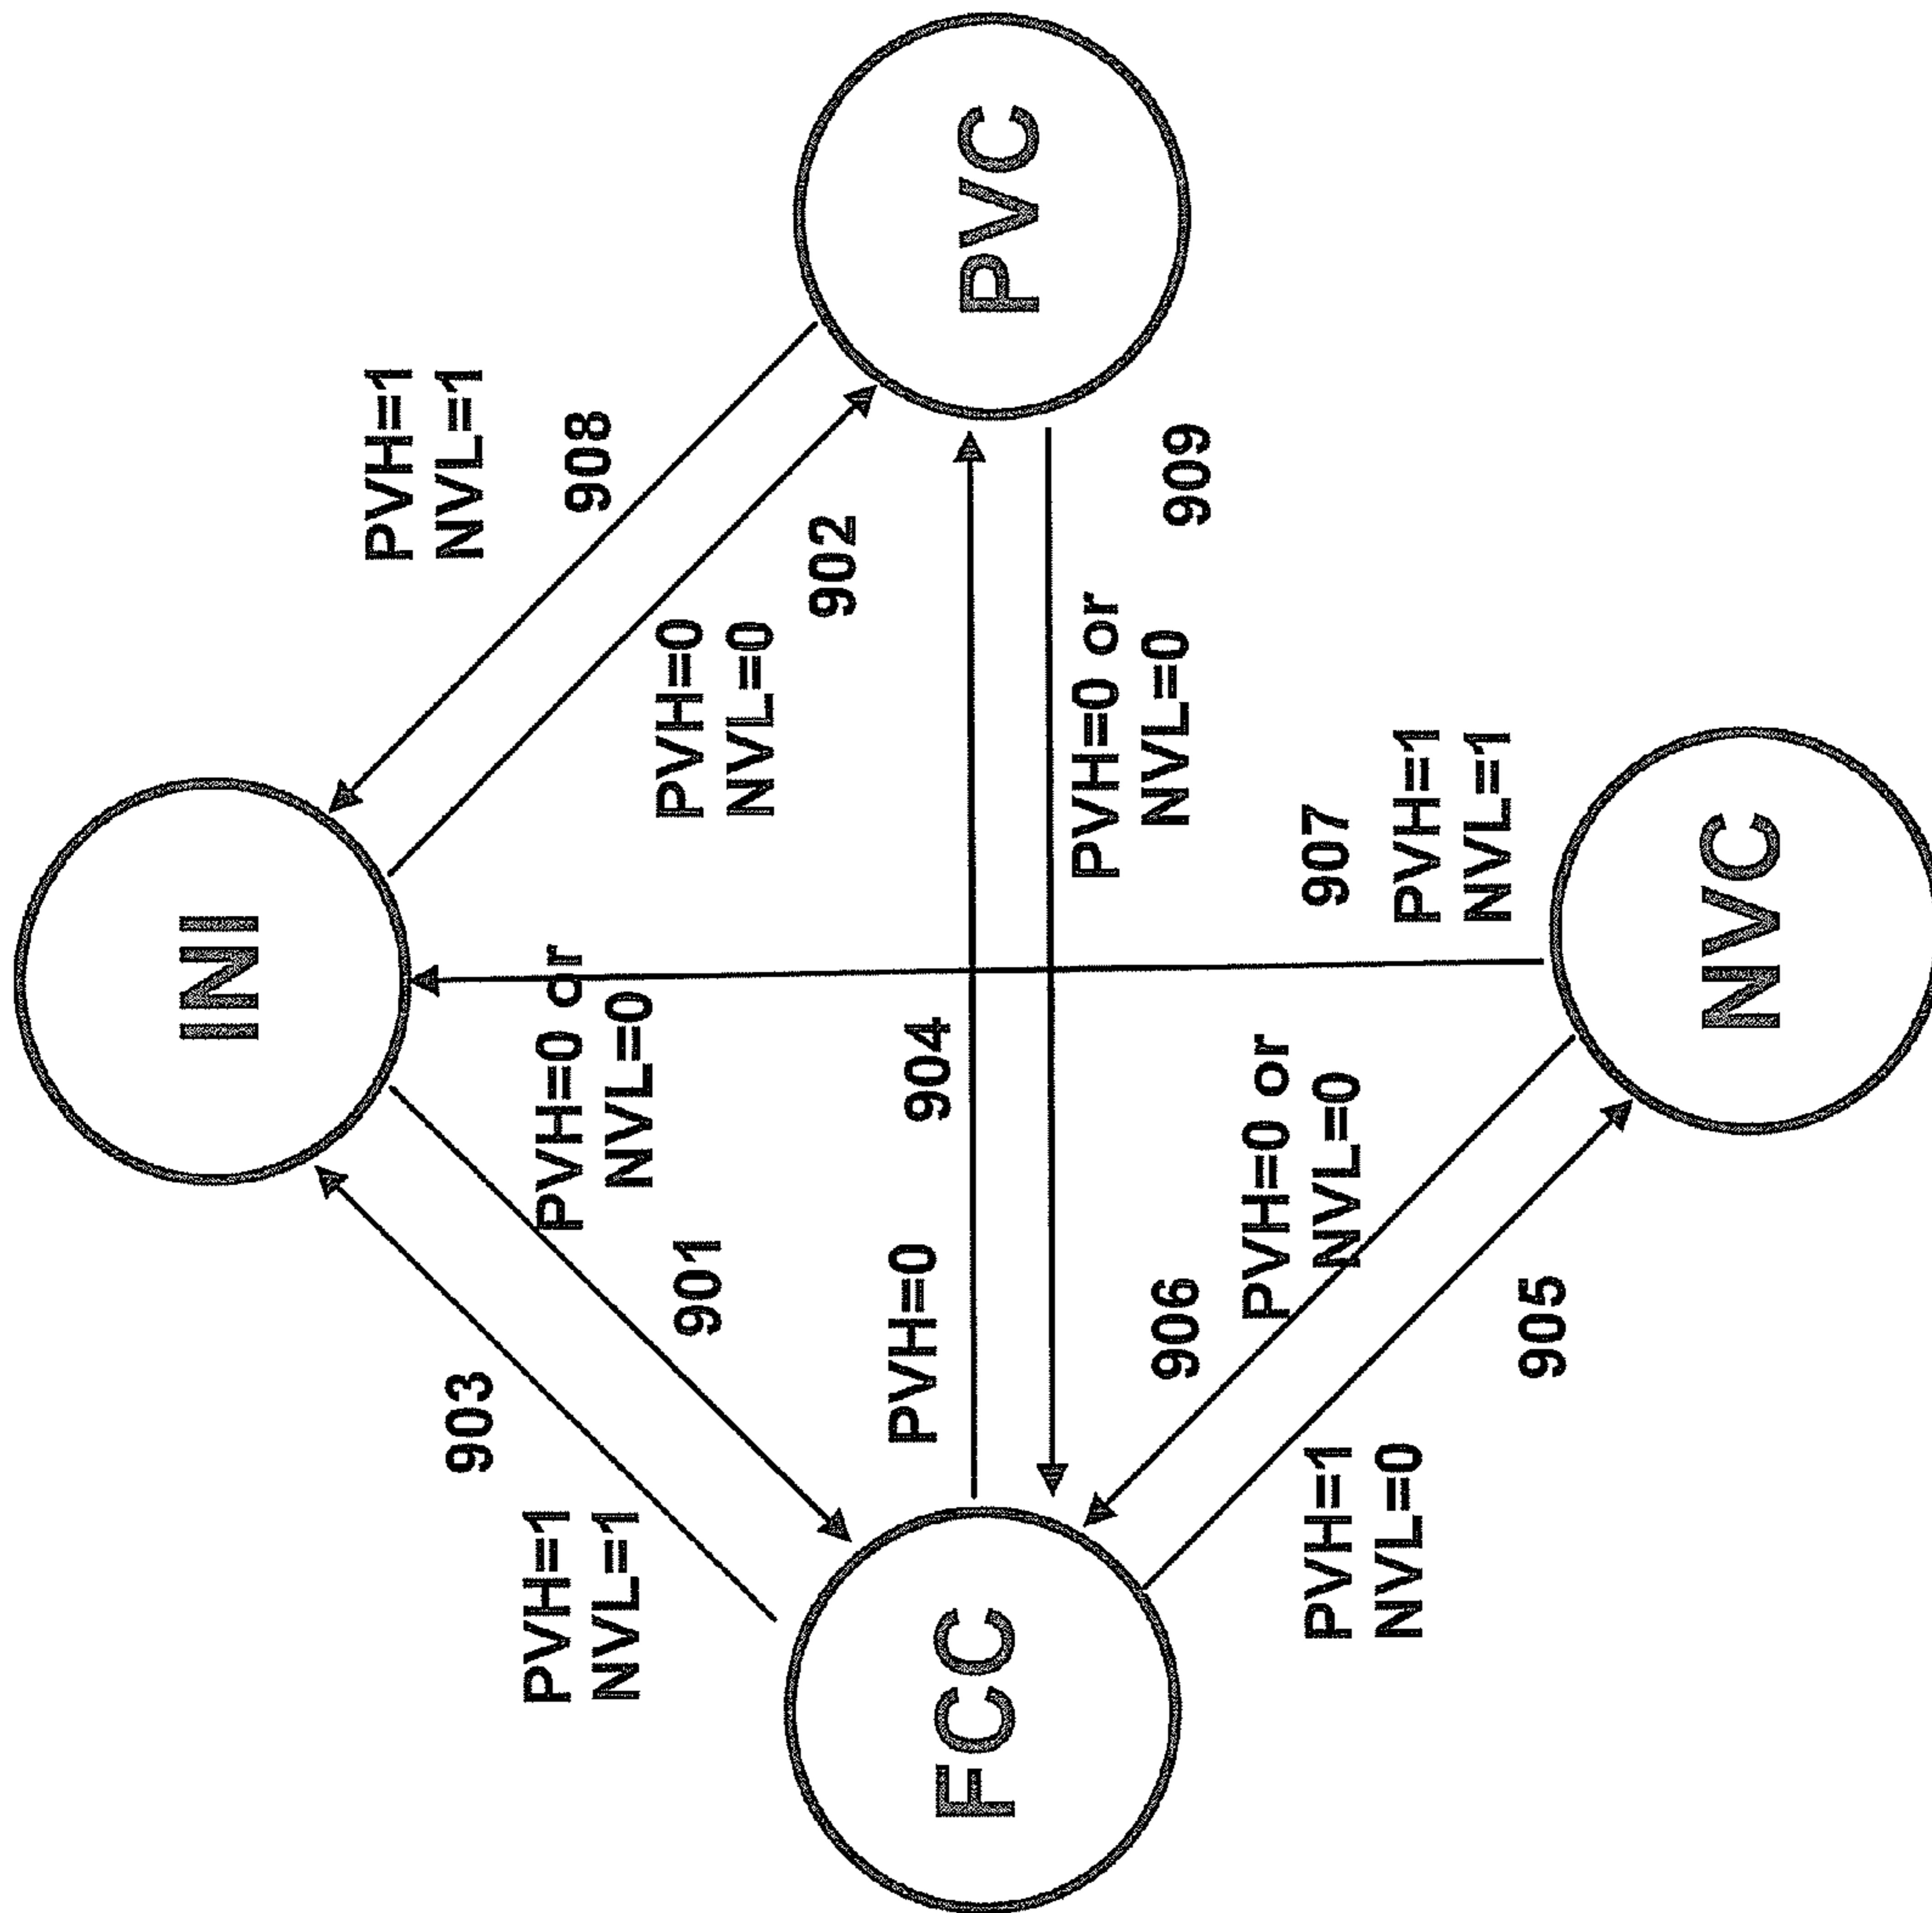 INI
PVH=1
NVL=1
908
PVH=0
NVL=0
902
903
PVH=1
NVL=1
901
PVH=0 or
NVL=0
FCC
PVC
PVH=0
904
PVH=0 or
NVL=0
909
906
PVH=0 or
NVL=0
907
PVH=1
NVL=1
PVH=1
NVL=0
905
NVC